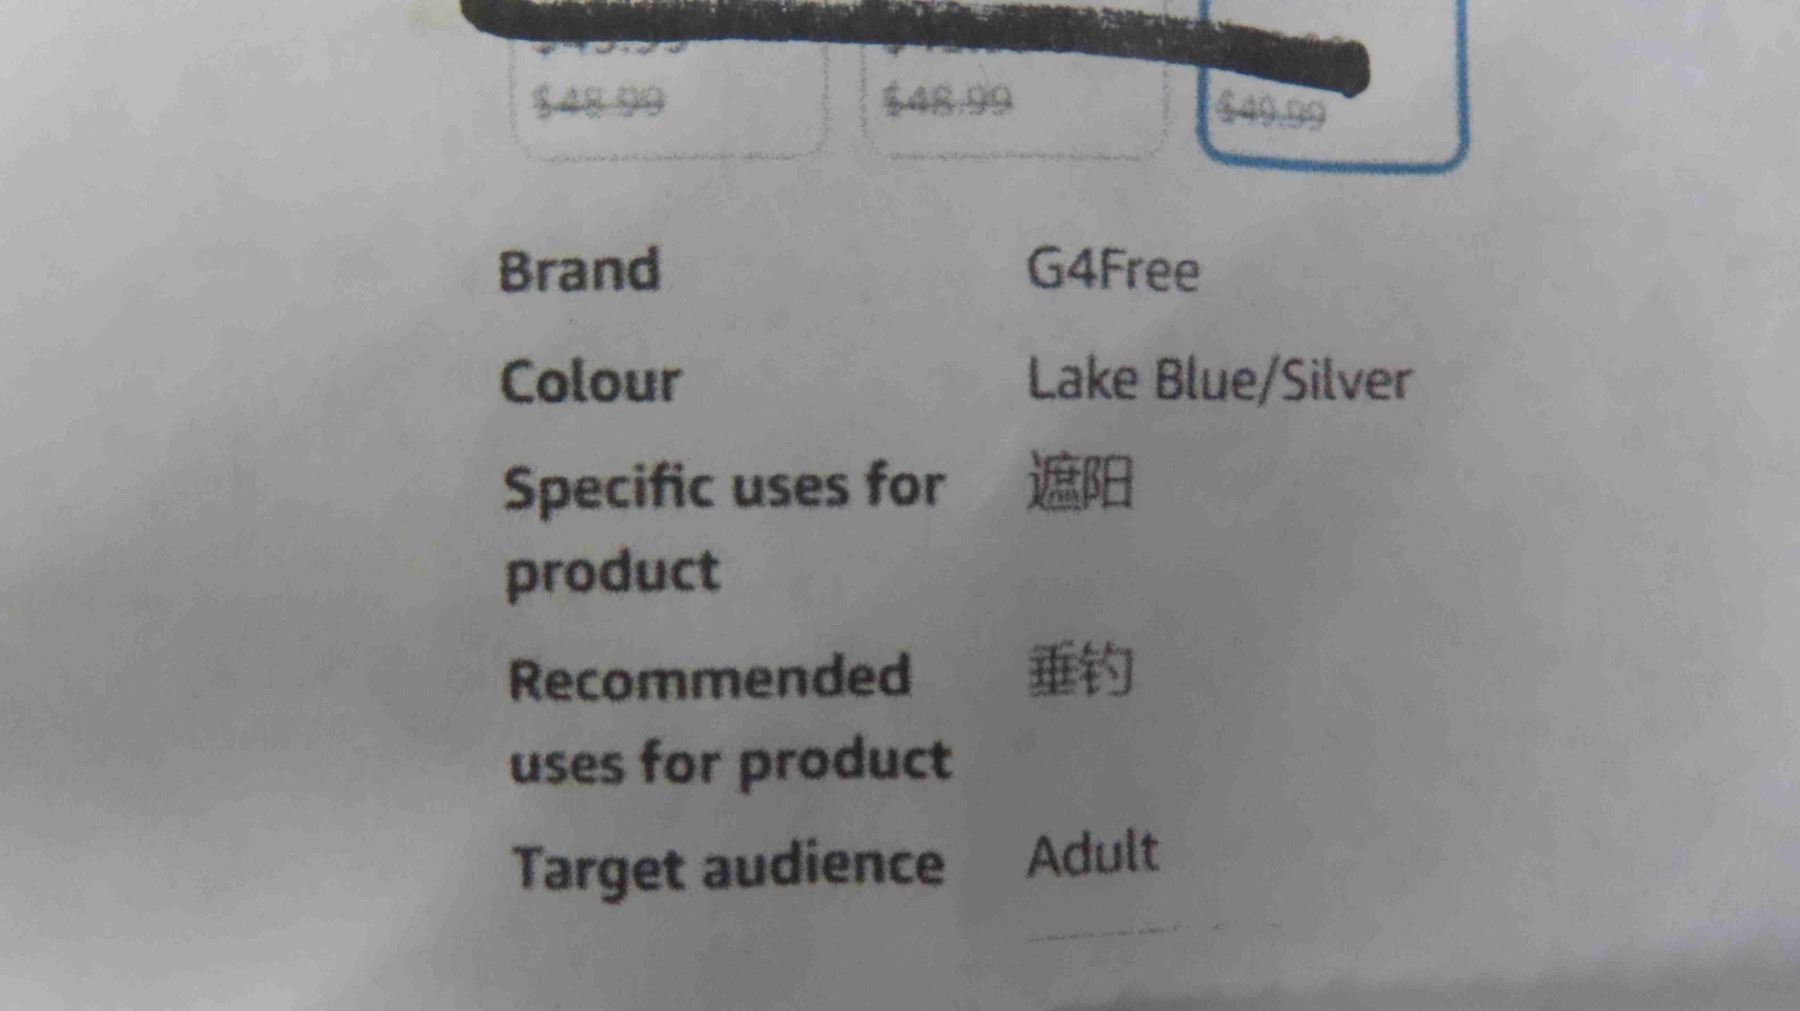 $48.99 $48.99 $49.99
Brand G4Free
Colour Lake Blue/Silver
Specific uses for 遮阳
product
Recommended 垂钓
uses for product
Target audience Adult